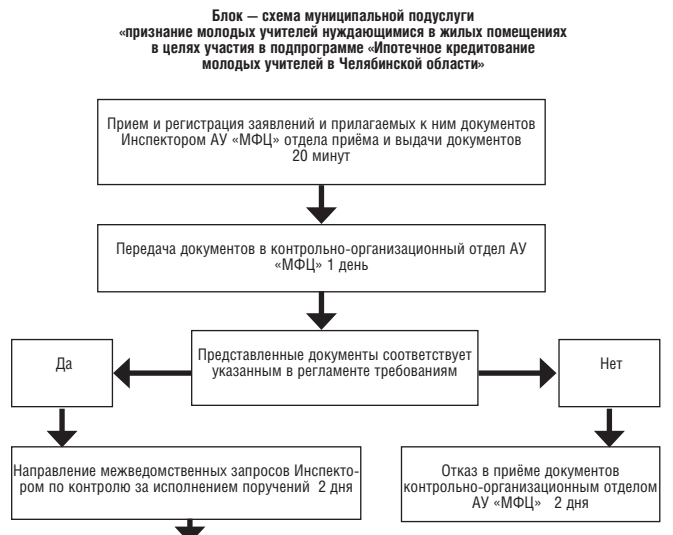 Блок — схема муниципальной подуслуги
«признание молодых учителей нуждающимися в жилых помещениях
в целях участия в подпрограмме «Ипотечное кредитование
молодых учителей в Челябинской области»
Прием и регистрация заявлений и прилагаемых к ним документов
Инспектором АУ «МФЦ» отдела приёма и выдачи документов
20 минут
Передача документов в контрольно-организационный отдел АУ
«МФЦ» 1 день
Представленные документы соответствует
указанным в регламенте требованиям
Да
Нет
Направление межведомственных запросов Инспекто-
ром по контролю за исполнением поручений 2 дня
Отказ в приёме документов
контрольно-организационным отделом
АУ «МФЦ» 2 дня